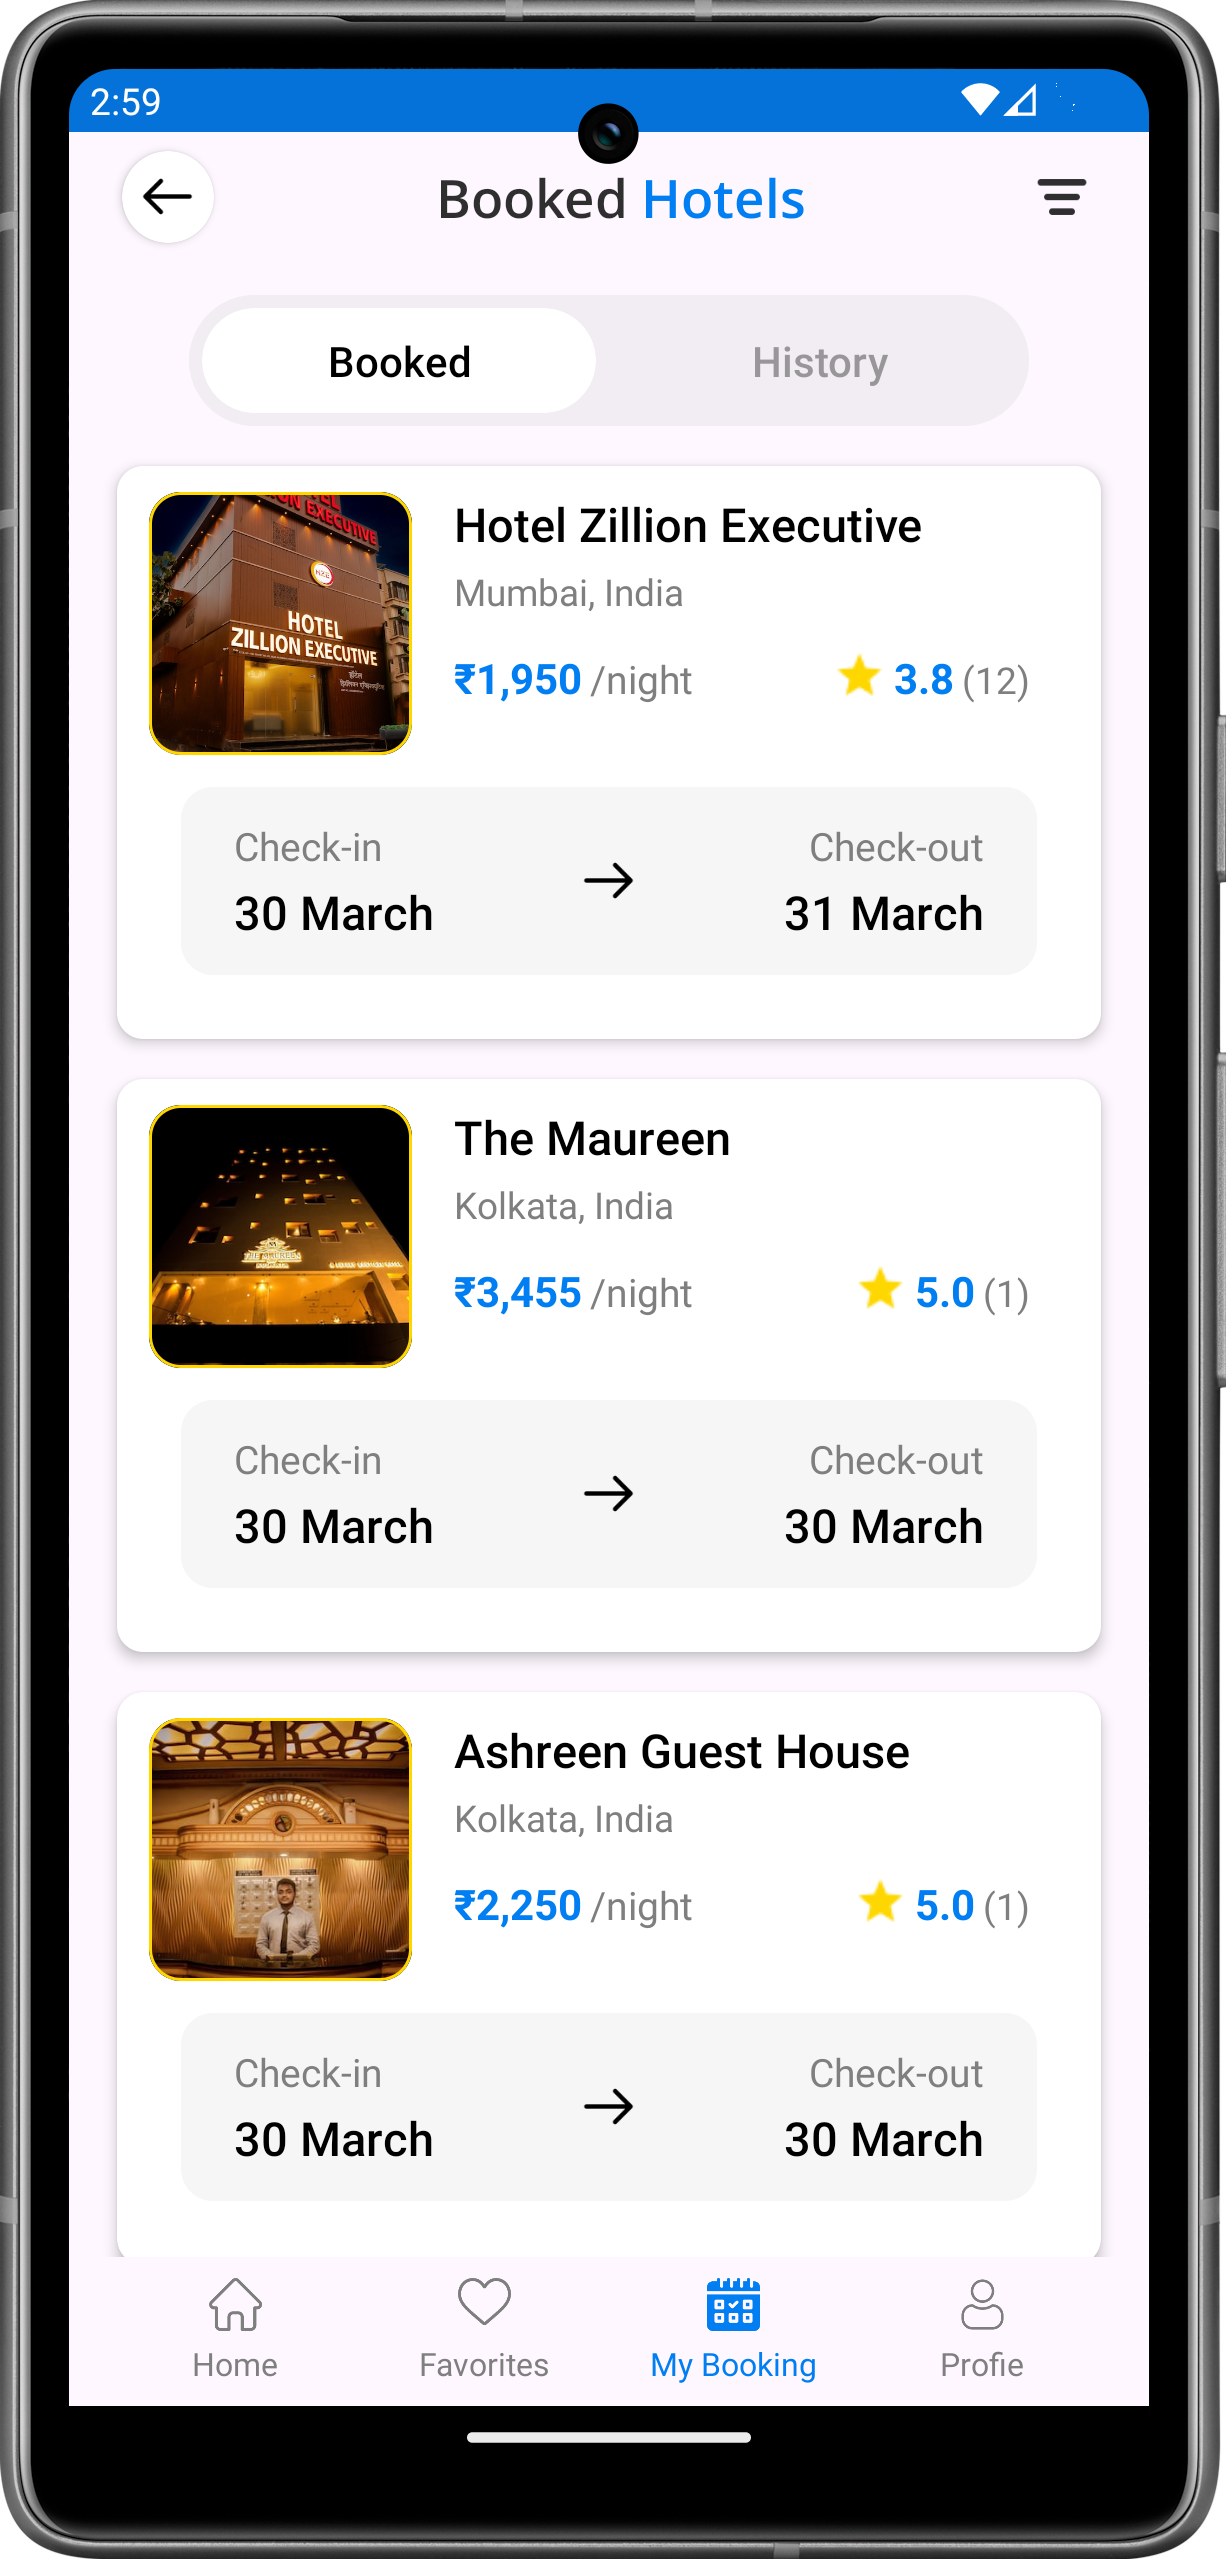 2:59
Booked Hotels
Booked
History
EXECUTIVE
HOTEL
ZILLION EXECUTIVE
Hotel Zillion Executive
Mumbai, India
₹1,950 /night
3.8 (12)
Check-in
Check-out
30 March
31 March
The Maureen
Kolkata, India
₹3,455 /night
5.0 (1)
Check-in
Check-out
30 March
30 March
Ashreen Guest House
Kolkata, India
₹2,250 /night
5.0 (1)
Check-in
Check-out
30 March
30 March
Home
Favorites
My Booking
Profie